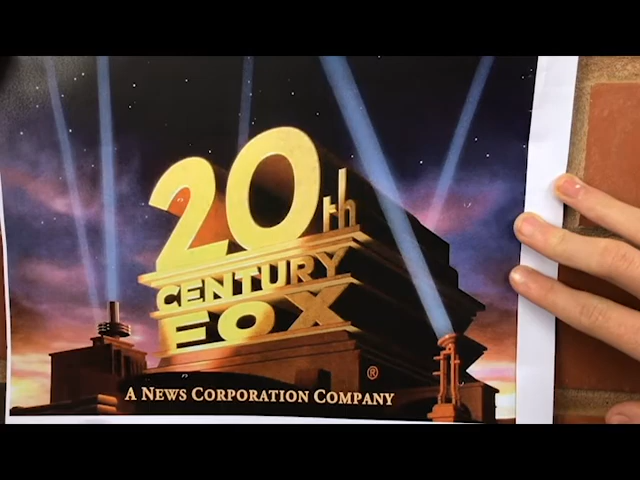 20th
CENTURY
FOX
®
A NEWS CORPORATION COMPANY